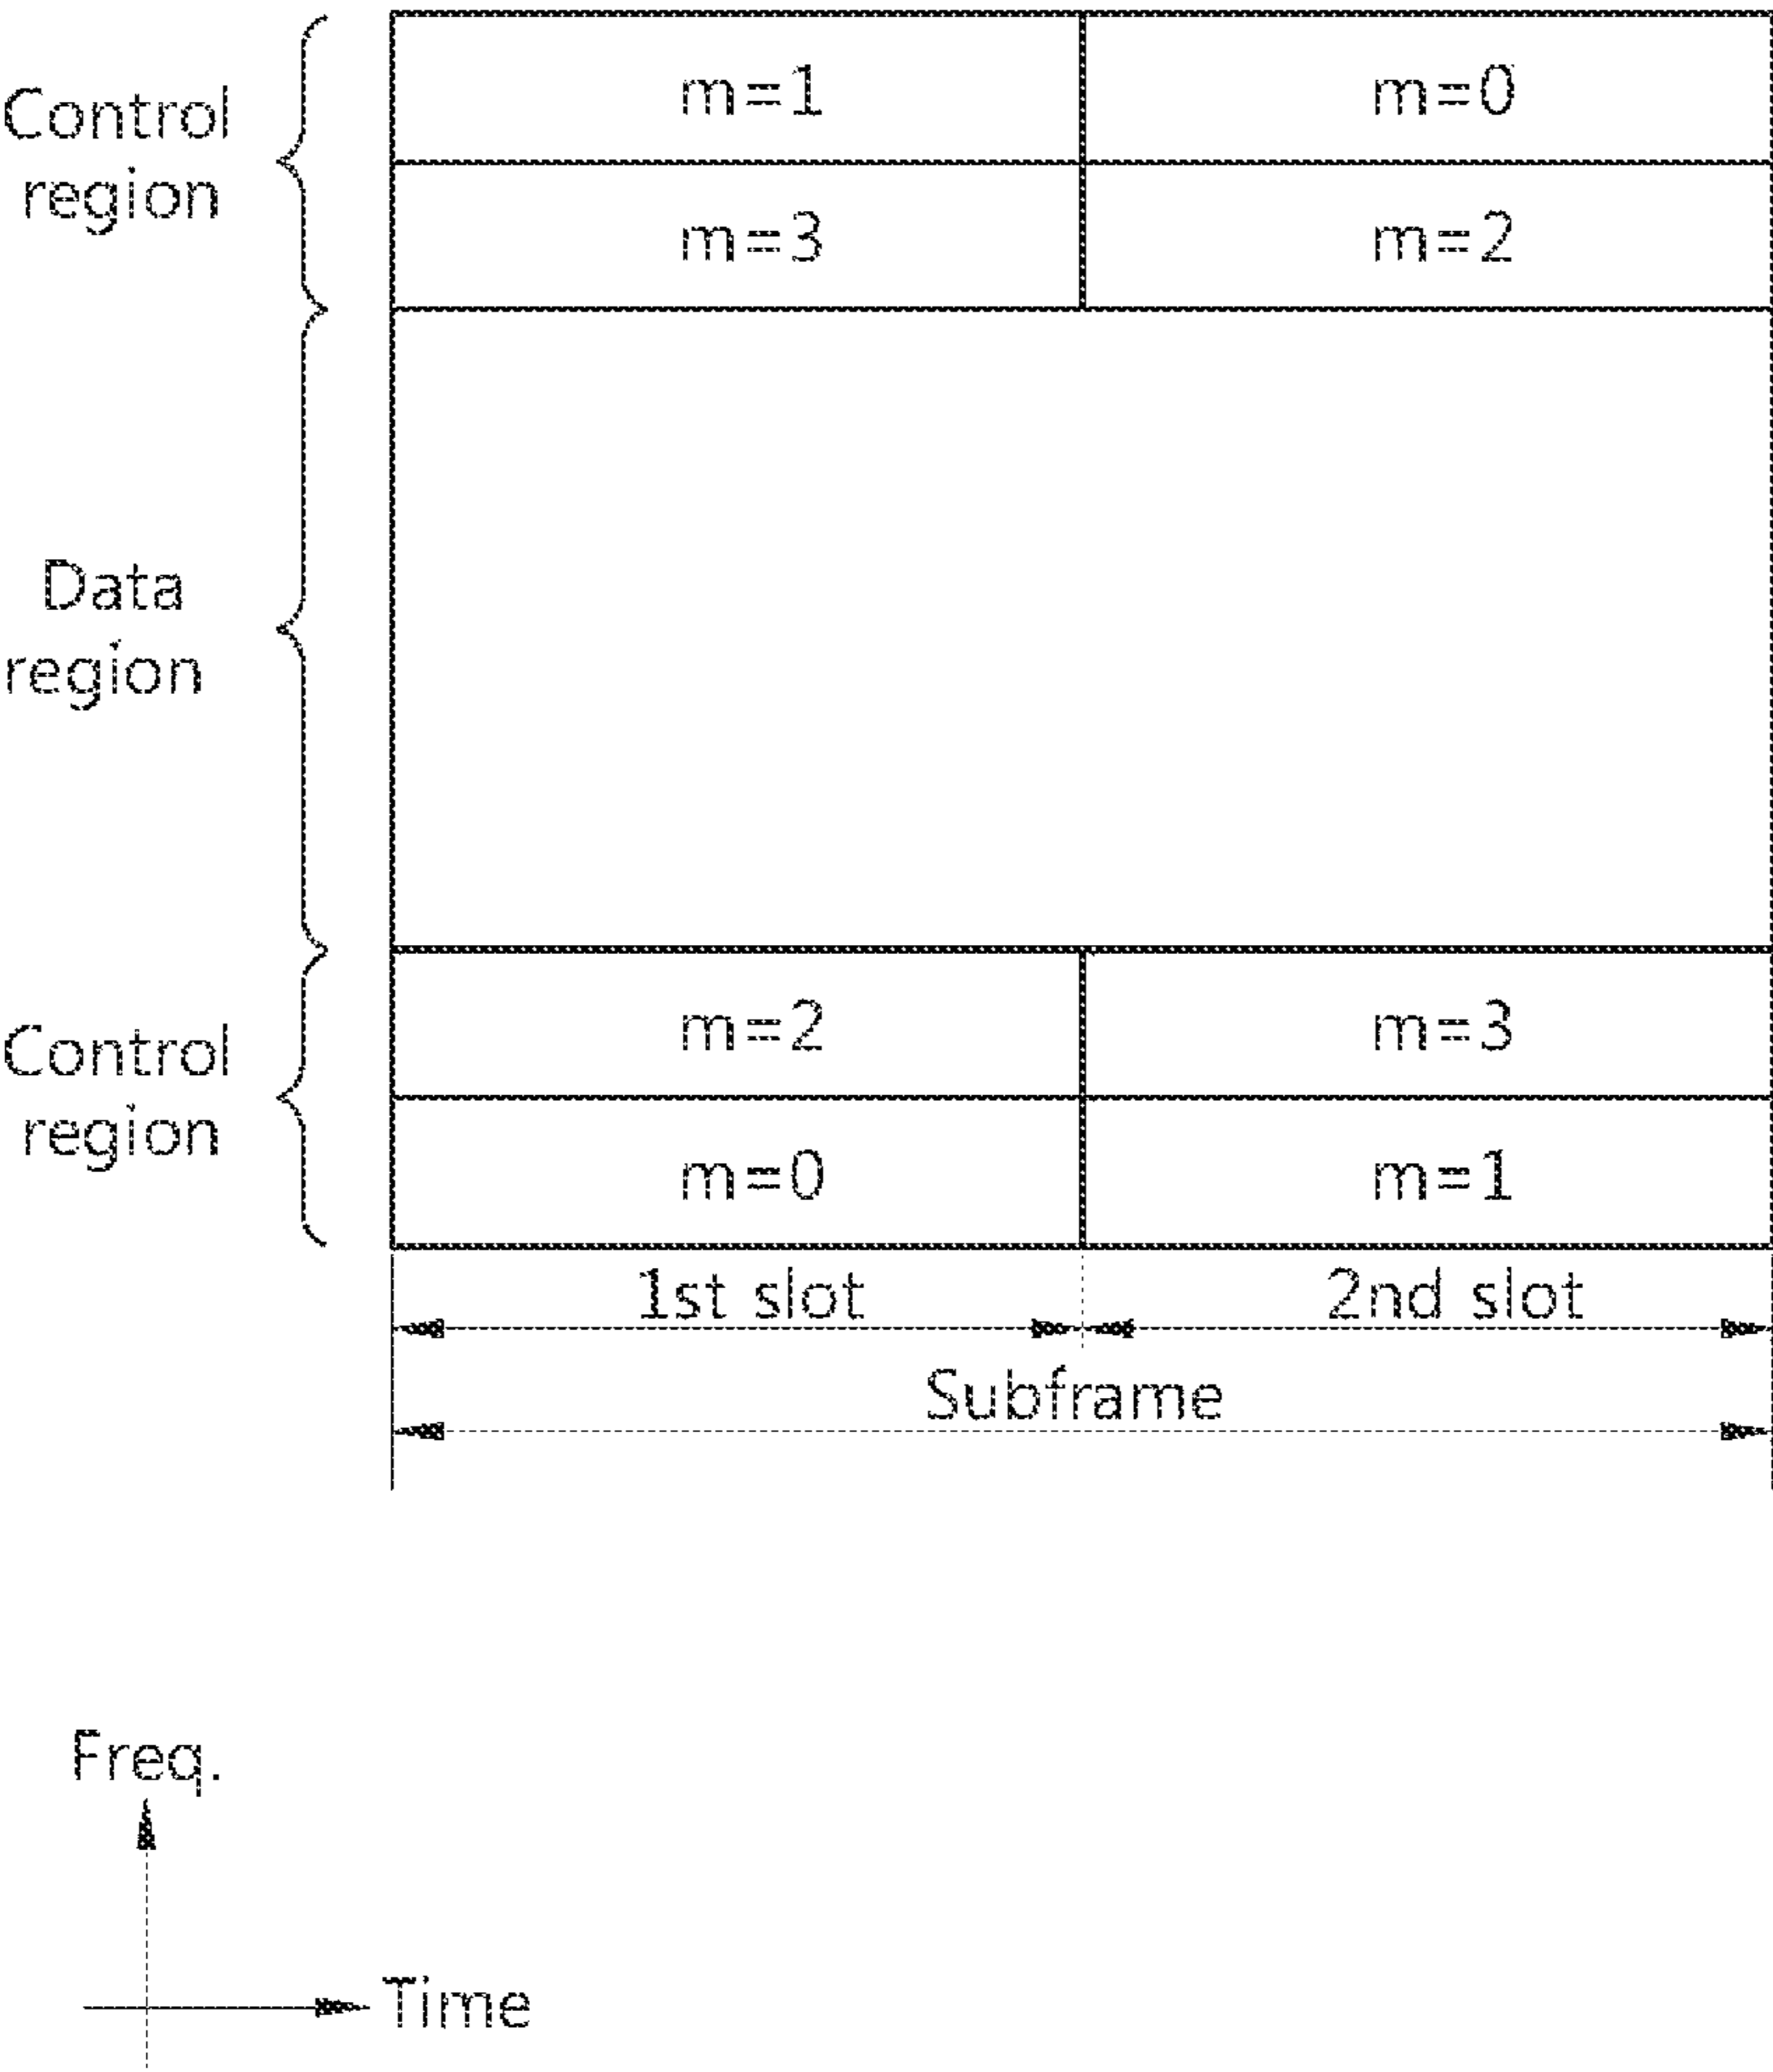 Control
region
m=1
m=0
m=3
m=2
Data
region
Control
region
m=2
m=3
m=0
m=1
1st slot
2nd slot
Subframe
Freq.
Time